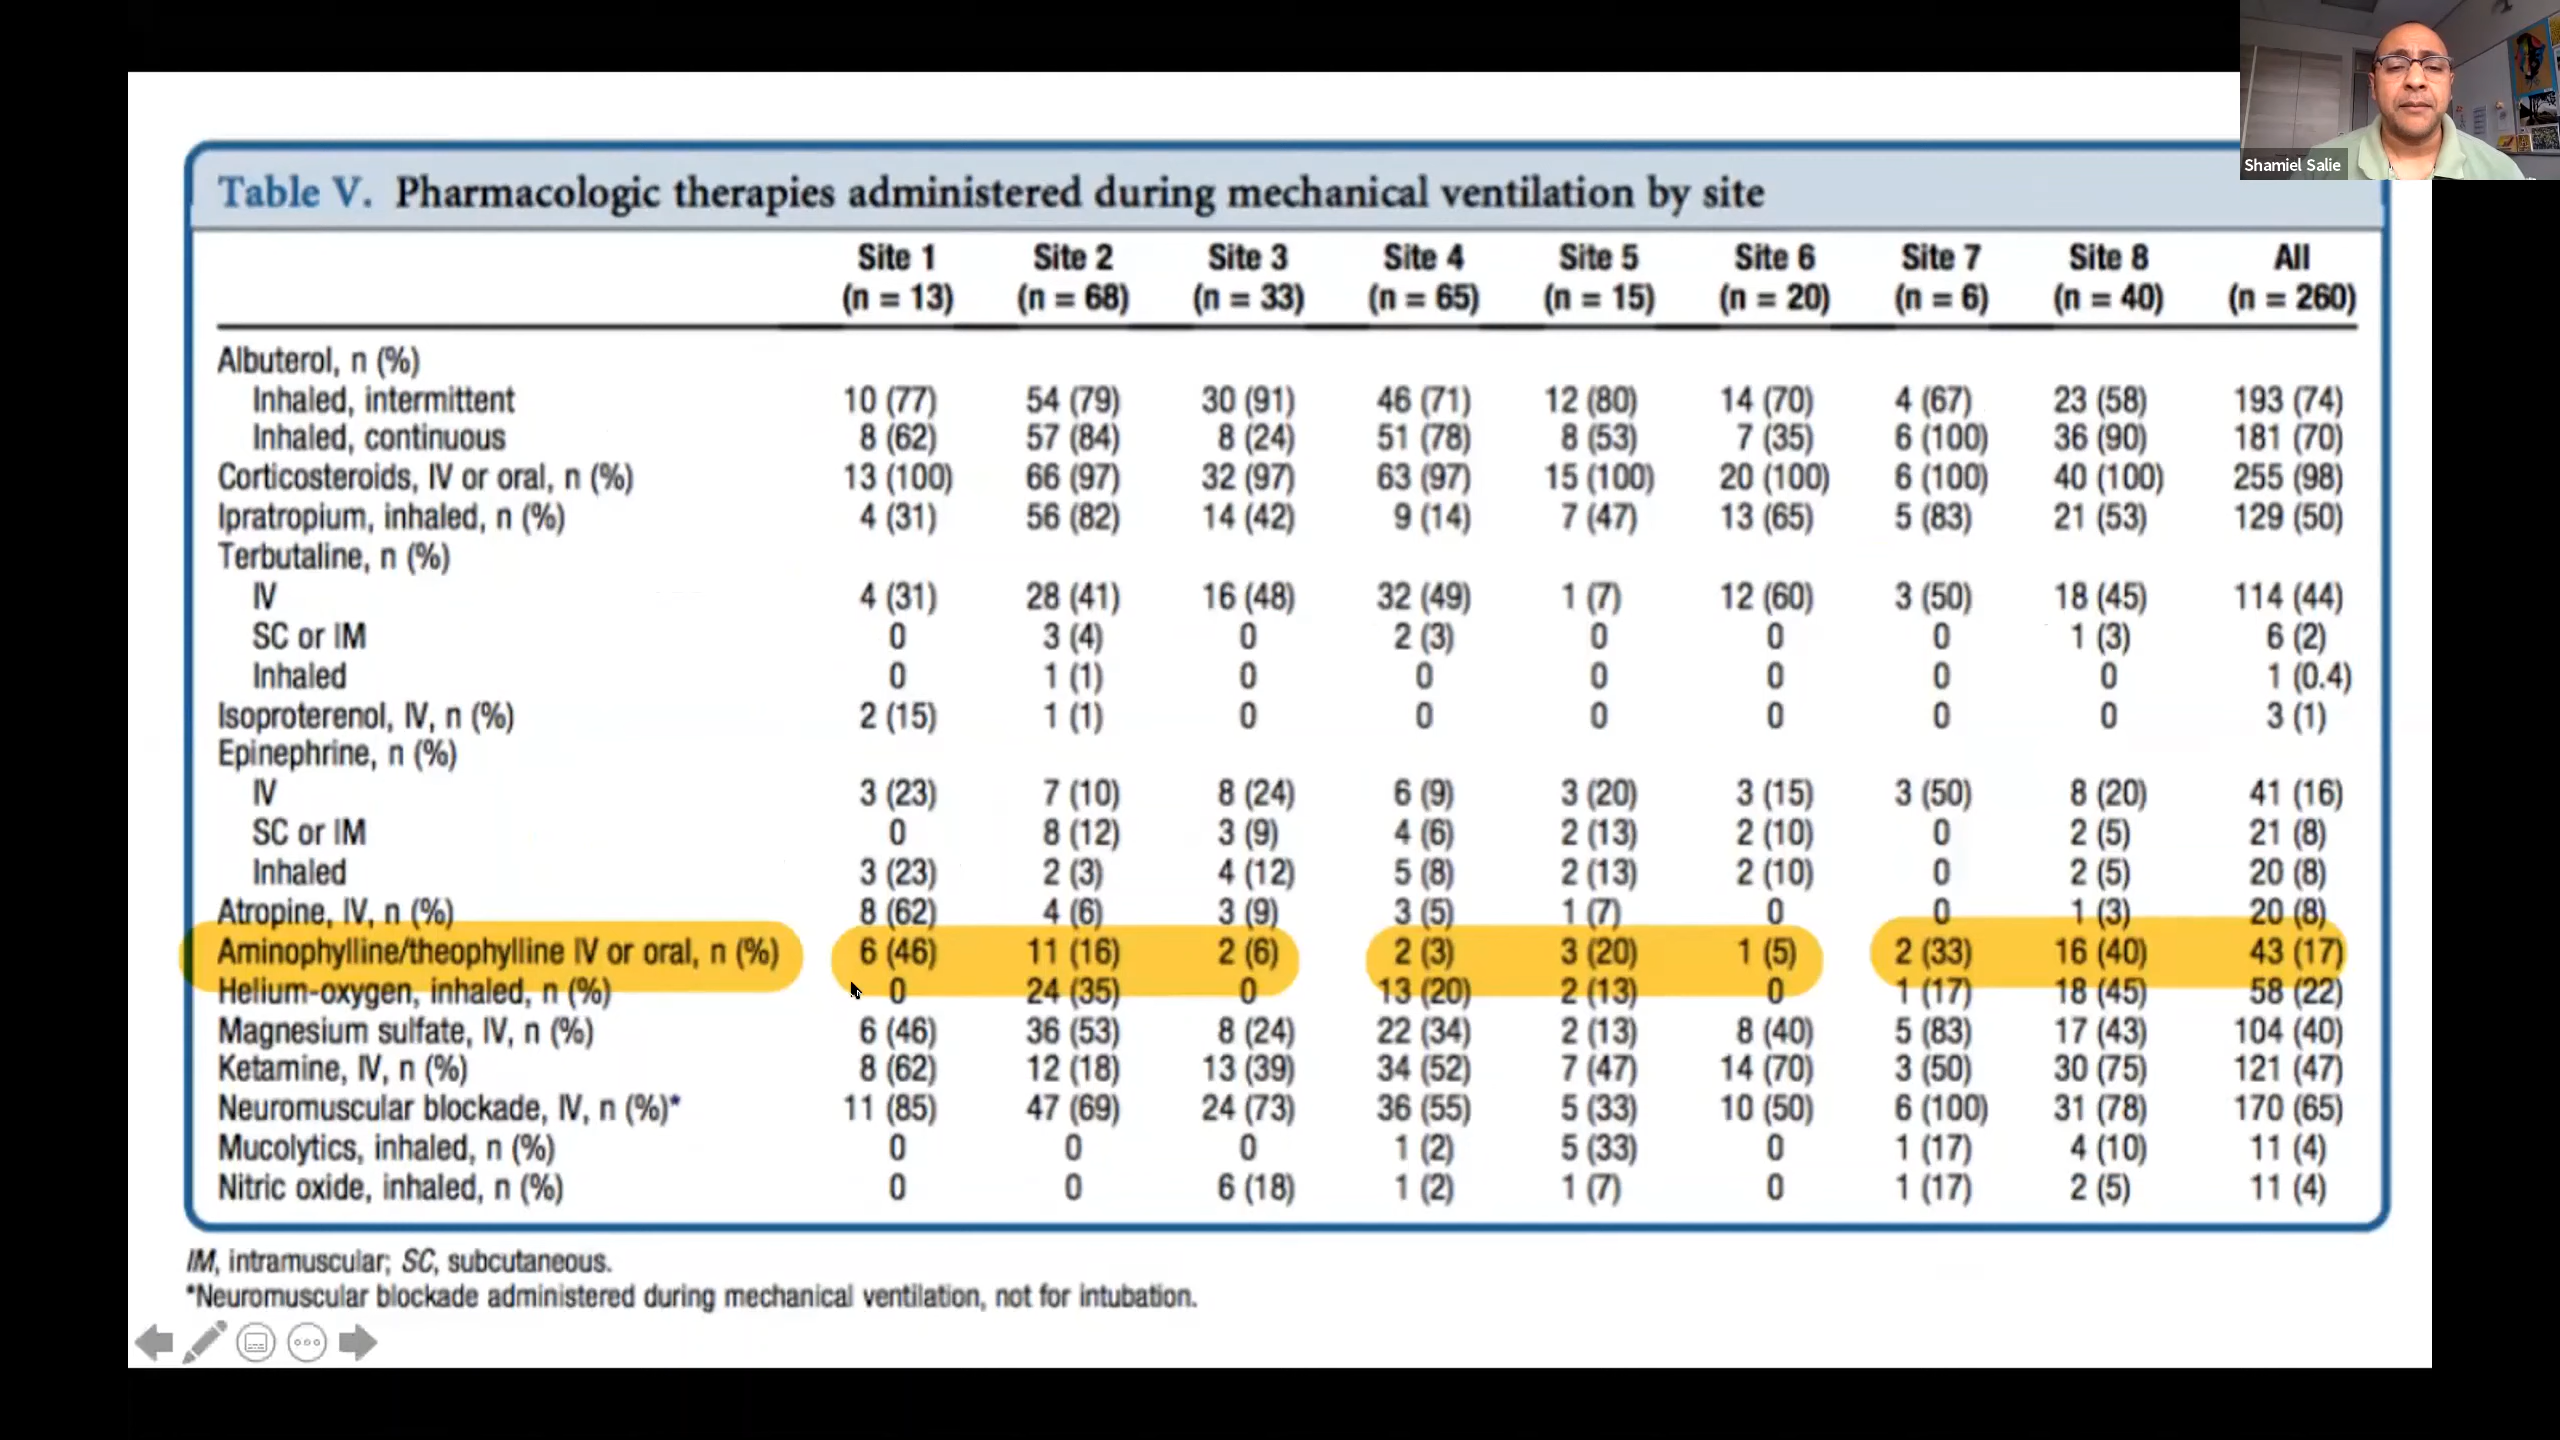 Shamiel Salie
Table V. Pharmacologic therapies administered during mechanical ventilation by site
Site 1 Site 2 Site 3 Site 4 Site 5 Site 6 Site 7 Site 8 All
(n = 13) (n = 68) (n = 33) (n = 65) (n = 15) (n = 20) (n = 6) (n = 40) (n = 260)
Albuterol, n (%)
Inhaled, intermittent 10 (77) 54 (79) 30 (91) 46 (71) 12 (80) 14 (70) 4 (67) 23 (58) 193 (74)
Inhaled, continuous 8 (62) 57 (84) 8 (24) 51 (78) 8 (53) 7 (35) 6 (100) 36 (90) 181 (70)
Corticosteroids, IV or oral, n (%) 13 (100) 66 (97) 32 (97) 63 (97) 15 (100) 20 (100) 6 (100) 40 (100) 255 (98)
Ipratropium, inhaled, n (%) 4 (31) 56 (82) 14 (42) 9 (14) 7 (47) 13 (65) 5 (83) 21 (53) 129 (50)
Terbutaline, n (%)
IV 4 (31) 28 (41) 16 (48) 32 (49) 1 (7) 12 (60) 3 (50) 18 (45) 114 (44)
SC or IM 0 3 (4) 0 2 (3) 0 0 0 1 (3) 6 (2)
Inhaled 0 1 (1) 0 0 0 0 0 0 1 (0.4)
Isoproterenol, IV, n (%) 2 (15) 1 (1) 0 0 0 0 0 0 3 (1)
Epinephrine, n (%)
IV 3 (23) 7 (10) 8 (24) 6 (9) 3 (20) 3 (15) 3 (50) 8 (20) 41 (16)
SC or IM 0 8 (12) 3 (9) 4 (6) 2 (13) 2 (10) 0 2 (5) 21 (8)
Inhaled 3 (23) 2 (3) 4 (12) 5 (8) 2 (13) 2 (10) 0 2 (5) 20 (8)
Atropine, IV, n (%) 8 (62) 4 (6) 3 (9) 3 (5) 1 (7) 0 0 1 (3) 20 (8)
Aminophylline/theophylline IV or oral, n (%) 6 (46) 11 (16) 2 (6) 2 (3) 3 (20) 1 (5) 2 (33) 16 (40) 43 (17)
Helium-oxygen, inhaled, n (%) 0 24 (35) 0 13 (20) 2 (13) 0 1 (17) 18 (45) 58 (22)
Magnesium sulfate, IV, n (%) 6 (46) 36 (53) 8 (24) 22 (34) 2 (13) 8 (40) 5 (83) 17 (43) 104 (40)
Ketamine, IV, n (%) 8 (62) 12 (18) 13 (39) 34 (52) 7 (47) 14 (70) 3 (50) 30 (75) 121 (47)
Neuromuscular blockade, IV, n (%)* 11 (85) 47 (69) 24 (73) 36 (55) 5 (33) 10 (50) 6 (100) 31 (78) 170 (65)
Mucolytics, inhaled, n (%) 0 0 0 1 (2) 5 (33) 0 1 (17) 4 (10) 11 (4)
Nitric oxide, inhaled, n (%) 0 0 6 (18) 1 (2) 1 (7) 0 1 (17) 2 (5) 11 (4)
IM, intramuscular; SC, subcutaneous.
*Neuromuscular blockade administered during mechanical ventilation, not for intubation.